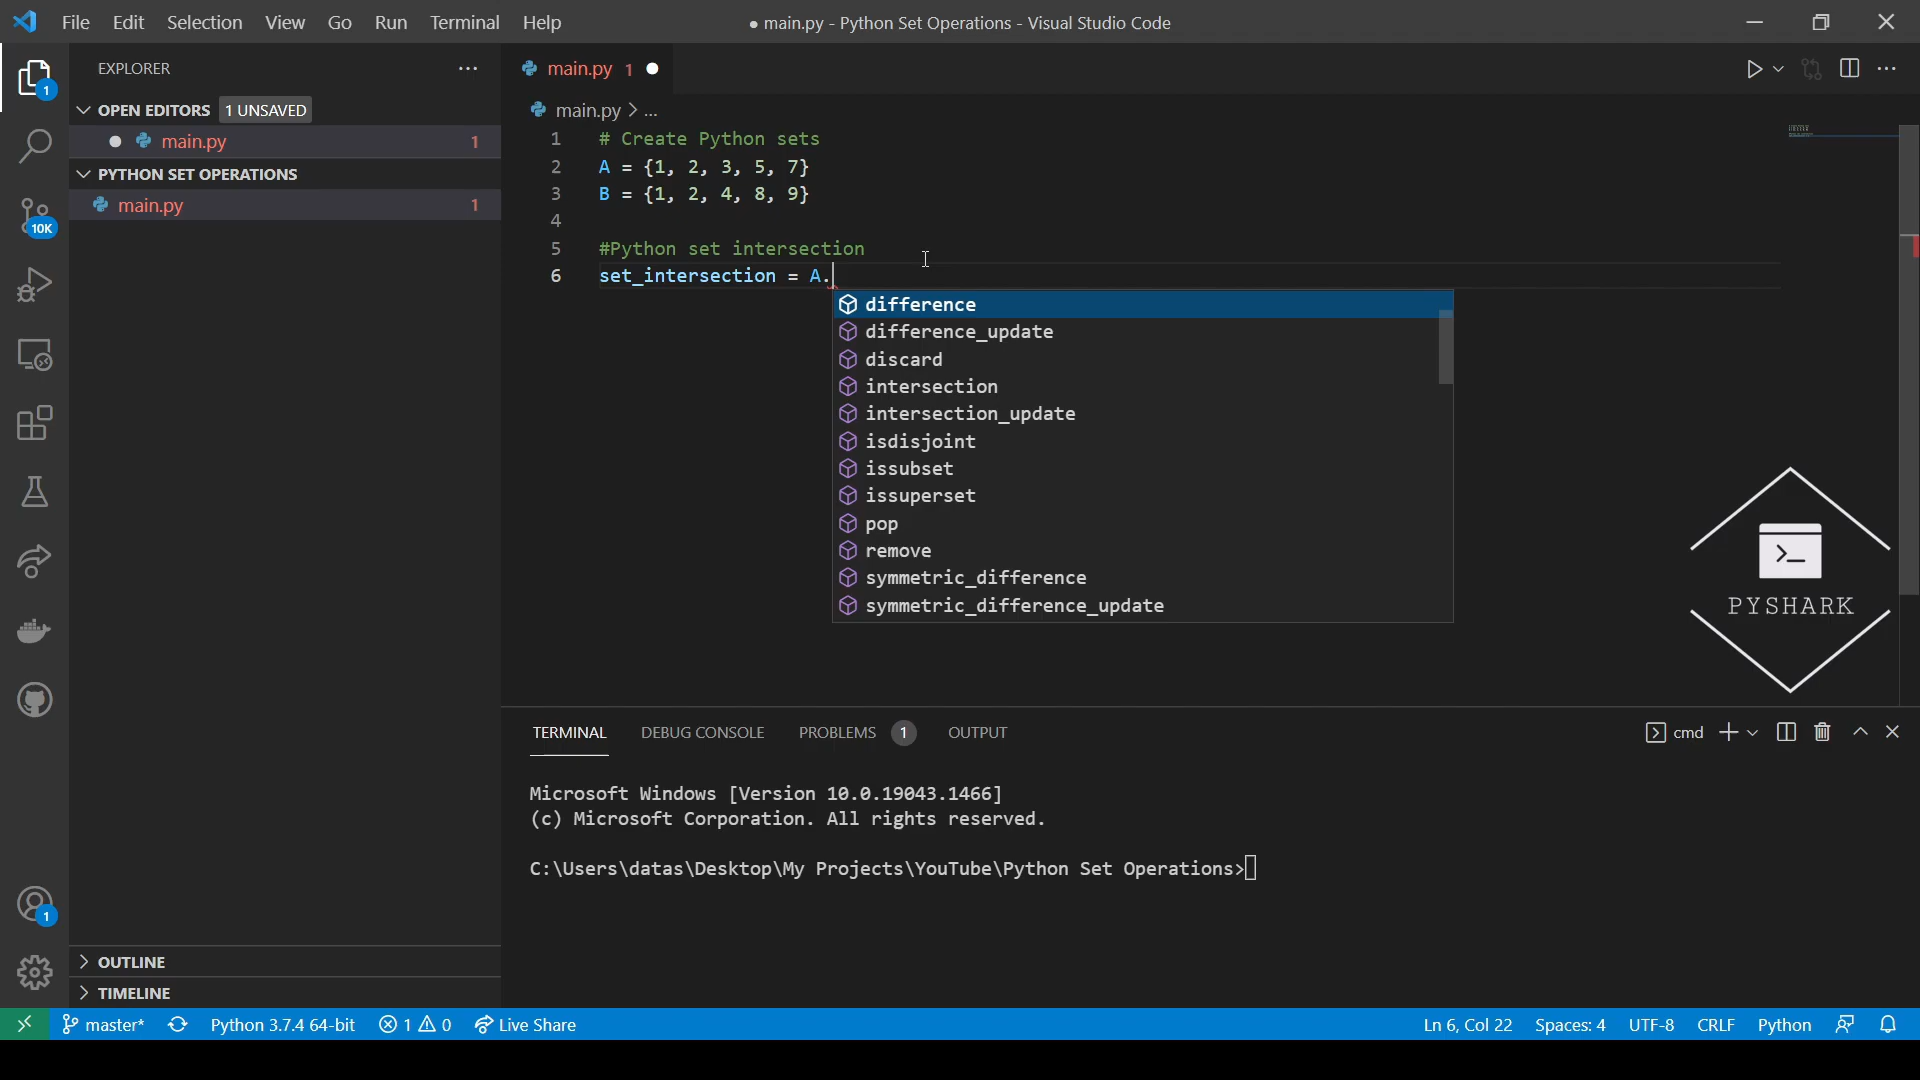 File Edit Selection View Go Run Terminal Help
● main.py - Python Set Operations - Visual Studio Code
EXPLORER
OPEN EDITORS 1 UNSAVED
main.py 1
PYTHON SET OPERATIONS
main.py 1
1
10K
1
main.py 1
main.py > ...
1 # Create Python sets
2 A = {1, 2, 3, 5, 7}
3 B = {1, 2, 4, 8, 9}
4
5 #Python set intersection
6 set_intersection = A.
difference
difference_update
discard
intersection
intersection_update
isdisjoint
issubset
issuperset
pop
remove
symmetric_difference
symmetric_difference_update
>_
PYSHARK
TERMINAL DEBUG CONSOLE PROBLEMS 1 OUTPUT
cmd
Microsoft Windows [Version 10.0.19043.1466]
(c) Microsoft Corporation. All rights reserved.
C:\Users\datas\Desktop\My Projects\YouTube\Python Set Operations>
OUTLINE
TIMELINE
master* Python 3.7.4 64-bit 1 0 Live Share
Ln 6, Col 22 Spaces: 4 UTF-8 CRLF Python